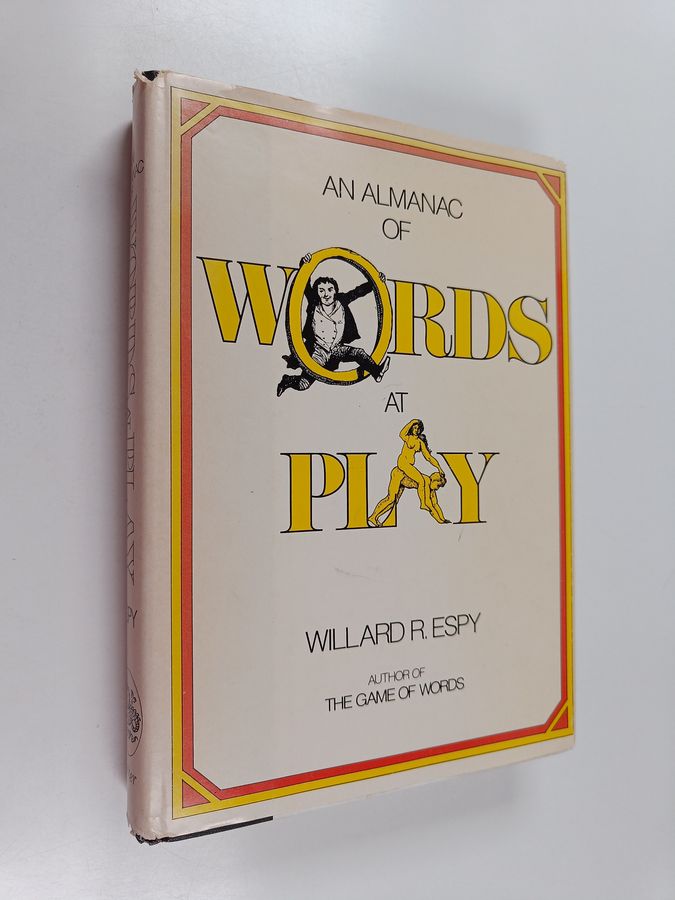 AN ALMANAC
OF
WORDS
AT
PLAY
WILLARD R. ESPY
AUTHOR OF
THE GAME OF WORDS